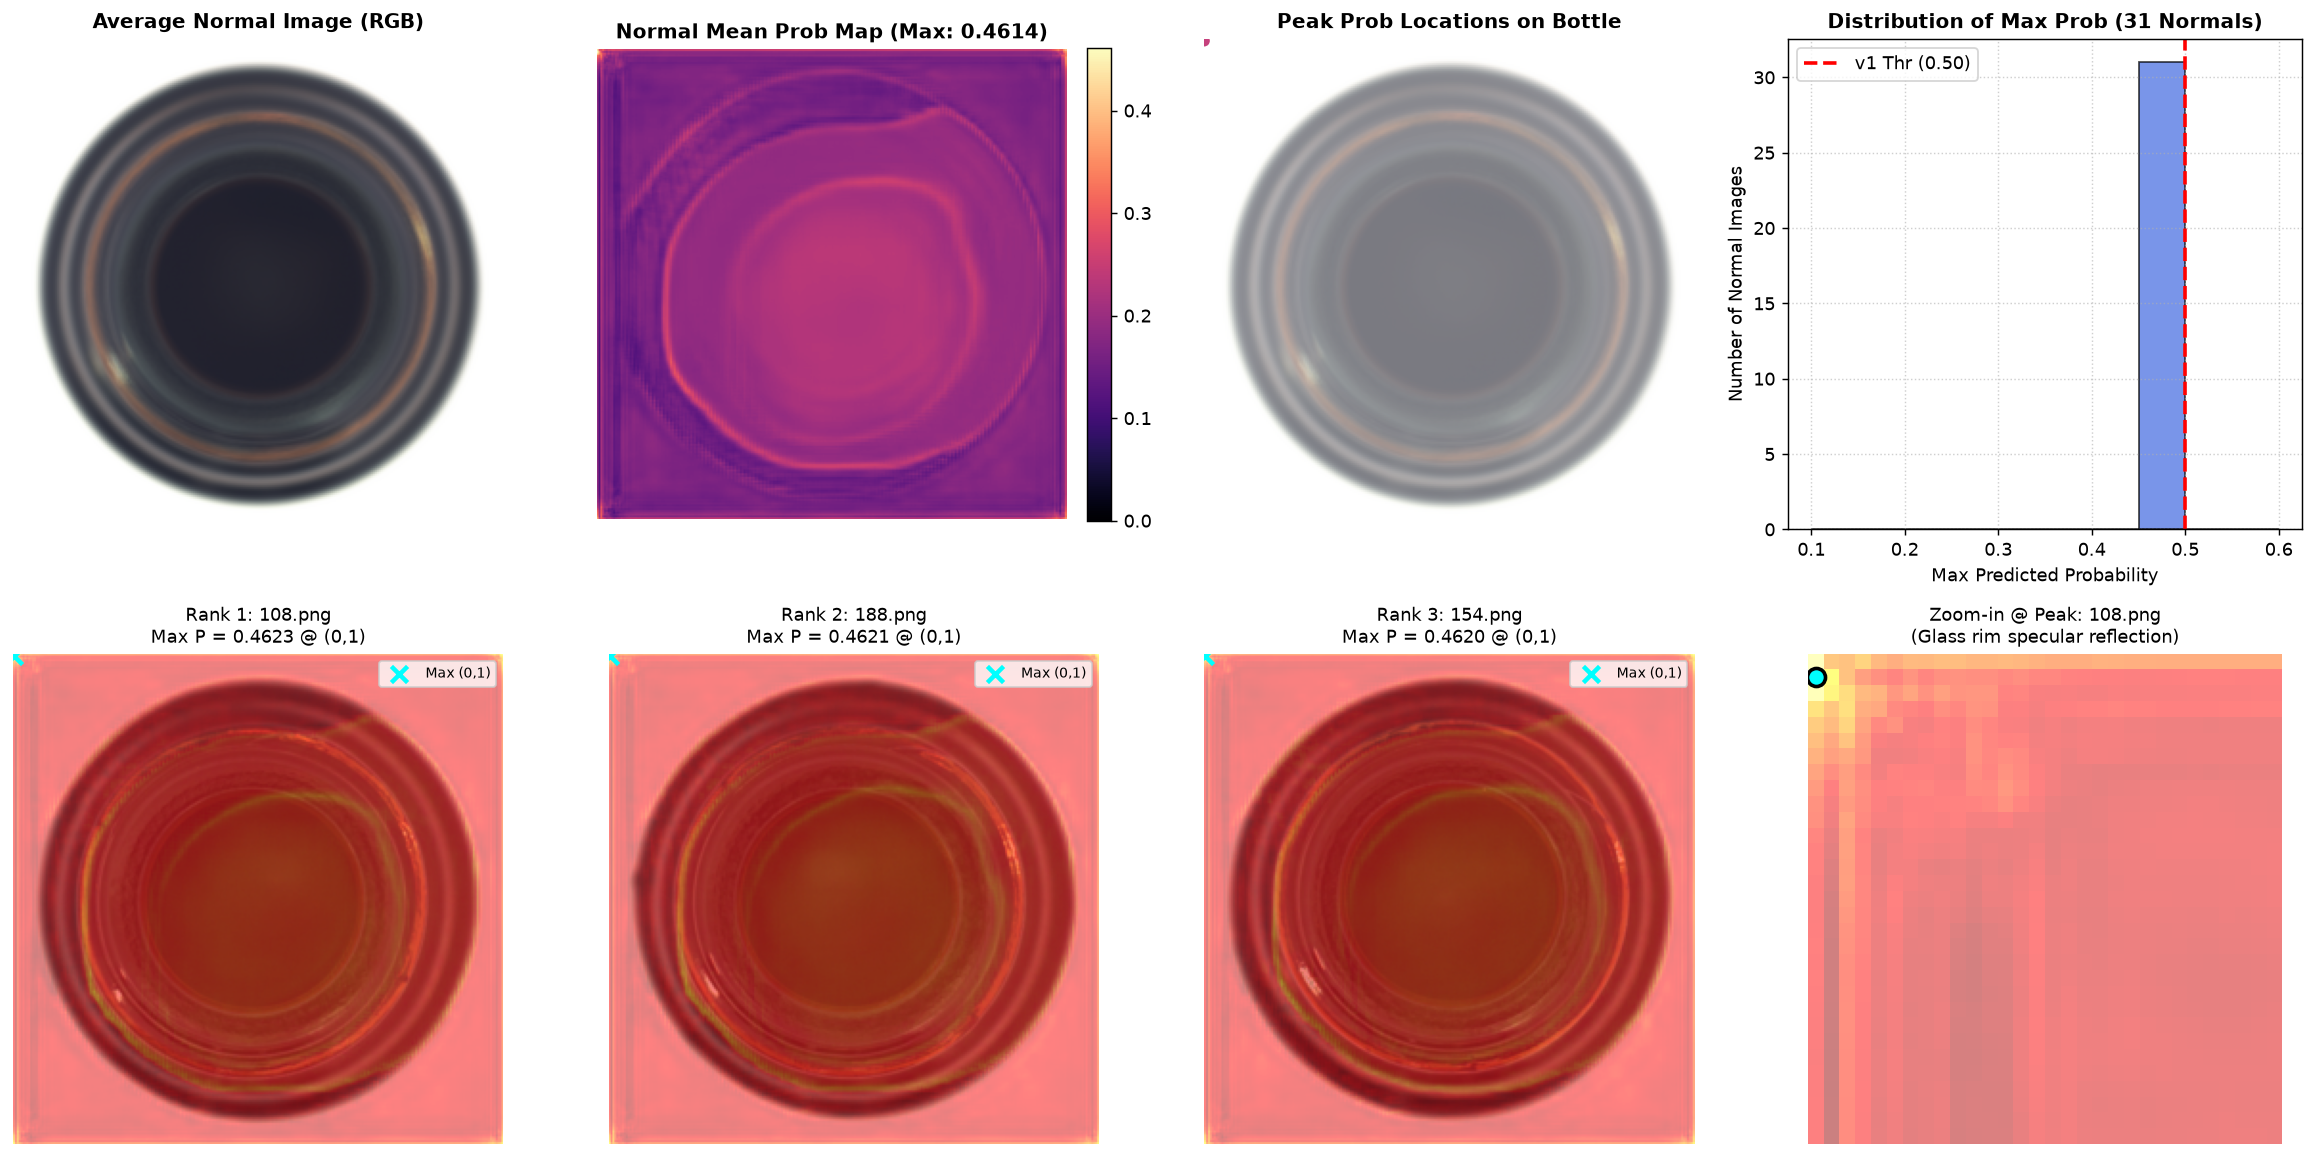 Average Normal Image (RGB)
Normal Mean Prob Map (Max: 0.4614)
0.4
0.3
0.2
0.1
0.0
Peak Prob Locations on Bottle
Distribution of Max Prob (31 Normals)
v1 Thr (0.50)
Number of Normal Images
30
25
20
15
10
5
0
0.1 0.2 0.3 0.4 0.5 0.6
Max Predicted Probability
Rank 1: 108.png
Max P = 0.4623 @ (0,1)
Max (0,1)
Rank 2: 188.png
Max P = 0.4621 @ (0,1)
Max (0,1)
Rank 3: 154.png
Max P = 0.4620 @ (0,1)
Max (0,1)
Zoom-in @ Peak: 108.png
(Glass rim specular reflection)